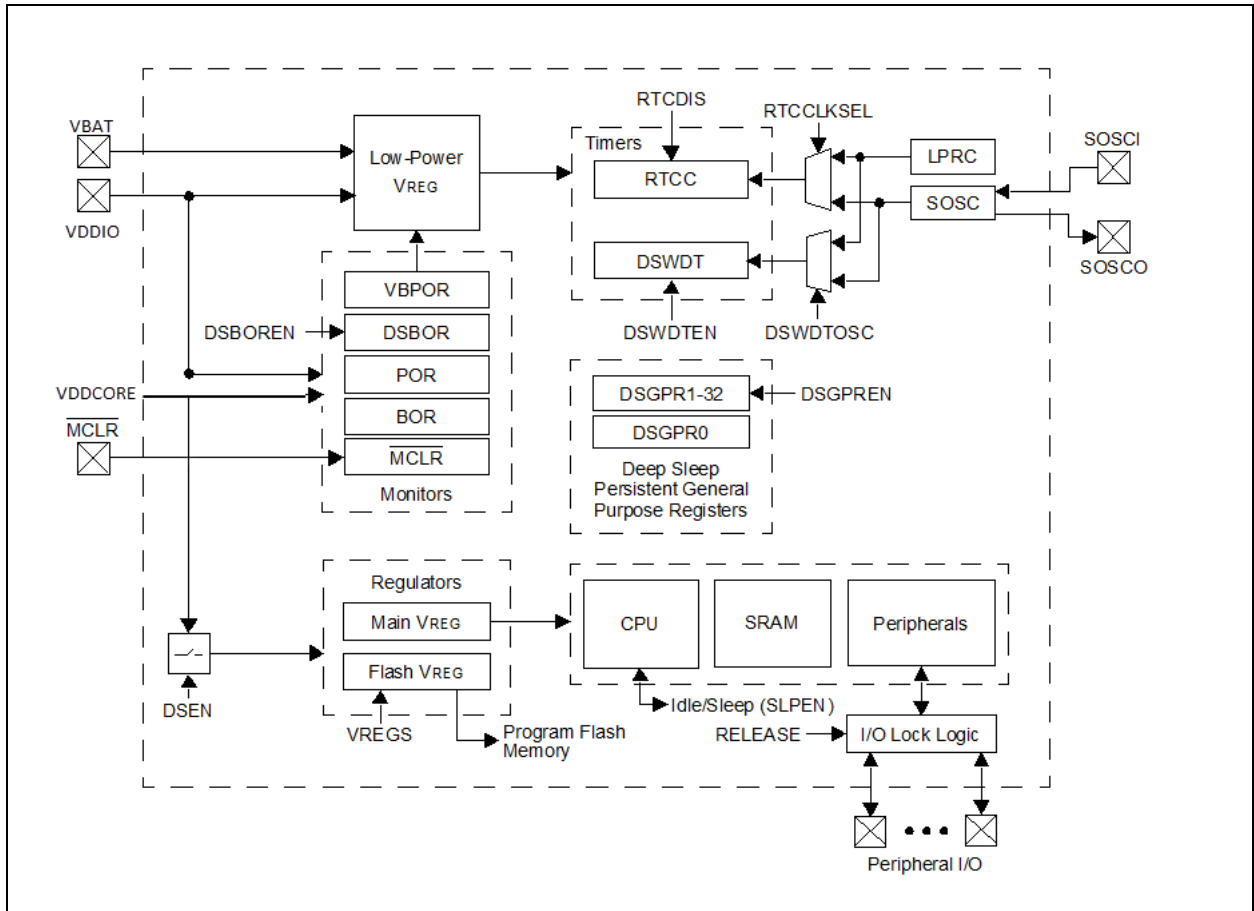 RTCDIS
RTCCLKSEL
VBAT
VDDIO
Low-Power
VREG
Timers
RTCC
LPRC
SOSC
SOSCI
SOSCO
DSWDT
DSWDTEN
DSWDTOSC
VBPOR
DSBOREN
DSBOR
POR
VDDCORE
BOR
MCLR
MCLR
Monitors
DSGPR1-32
DSGPREN
DSGPR0
Deep Sleep
Persistent General
Purpose Registers
Regulators
Main VREG
Flash VREG
DSEN
VREGS
Program Flash
Memory
CPU
SRAM
Peripherals
Idle/Sleep (SLPEN)
RELEASE
I/O Lock Logic
Peripheral I/O